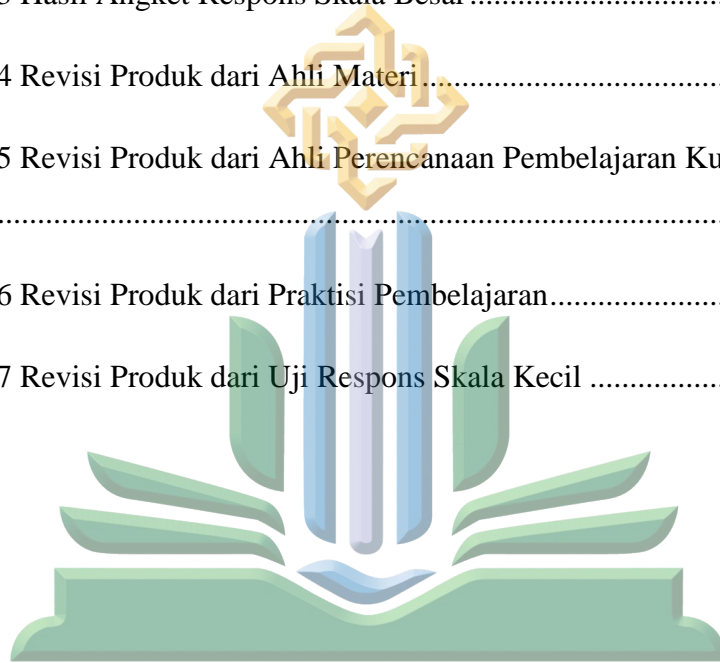 3 Hasil Angket Respons Skala Besar...............................
4 Revisi Produk dari Ahli Materi.....................................
5 Revisi Produk dari Ahli Perencanaan Pembelajaran Ku
.........................................................................................
6 Revisi Produk dari Praktisi Pembelajaran....................
7 Revisi Produk dari Uji Respons Skala Kecil ................